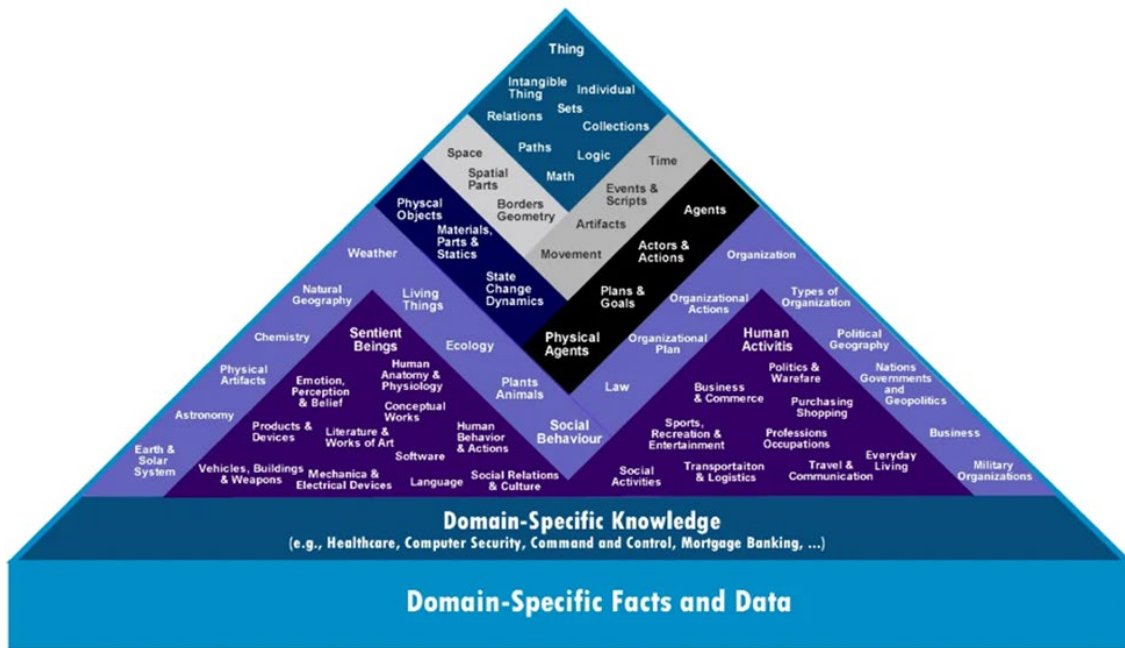 Thing
Intangible
Thing
Individual
Sets
Relations
Collections
Paths
Logic
Math
Space
Spatial
Parts
Borders
Geometry
Time
Events &
Scripts
Artifacts
Movement
Physcal
Objects
Materials,
Parts &
Statics
State
Change
Dynamics
Agents
Actors &
Actions
Plans &
Goals
Physical
Agents
Weather
Natural
Geography
Living
Things
Chemistry
Ecology
Physical
Artifacts
Plants
Animals
Astronomy
Social
Behaviour
Earth &
Solar
System
Organization
Organizational
Actions
Types of
Organization
Organizational
Plan
Political
Geography
Law
Nations
Governments
and
Geopolitics
Business
Military
Organizations
Sentient
Beings
Human
Anatomy &
Physiology
Emotion,
Perception
& Belief
Conceptual
Works
Products &
Devices
Literature &
Works of Art
Human
Behavior
& Actions
Software
Vehicles, Buildings
& Weapons
Mechanica &
Electrical Devices
Language
Social Relations
& Culture
Human
Activitis
Politics &
Warefare
Business
& Commerce
Purchasing
Shopping
Sports,
Recreation &
Entertainment
Professions
Occupations
Everyday
Living
Social
Activities
Transportaiton
& Logistics
Travel &
Communication
Domain-Specific Knowledge
(e.g., Healthcare, Computer Security, Command and Control, Mortgage Banking, ...)
Domain-Specific Facts and Data